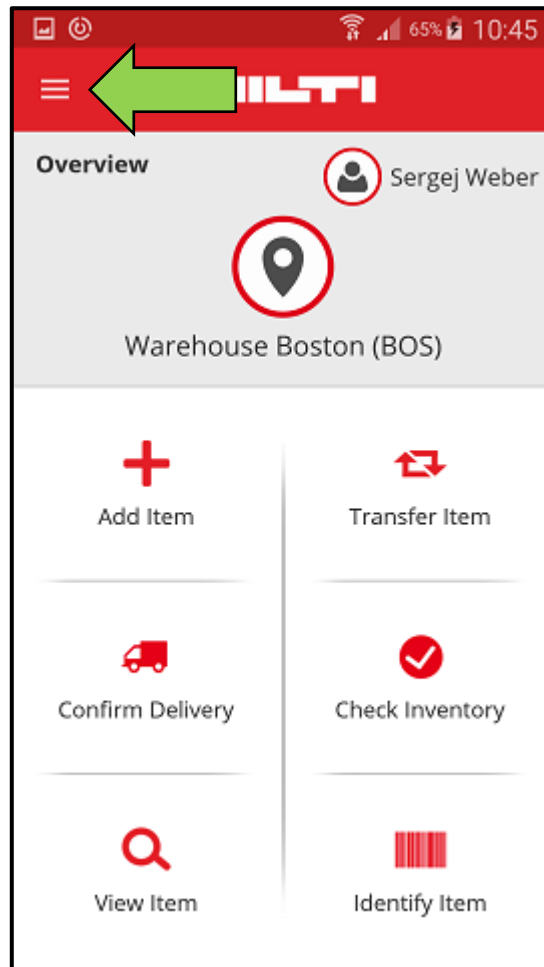 65% 10:45
HILTI
Overview
Sergej Weber
Warehouse Boston (BOS)
Add Item
Transfer Item
Confirm Delivery
Check Inventory
View Item
Identify Item